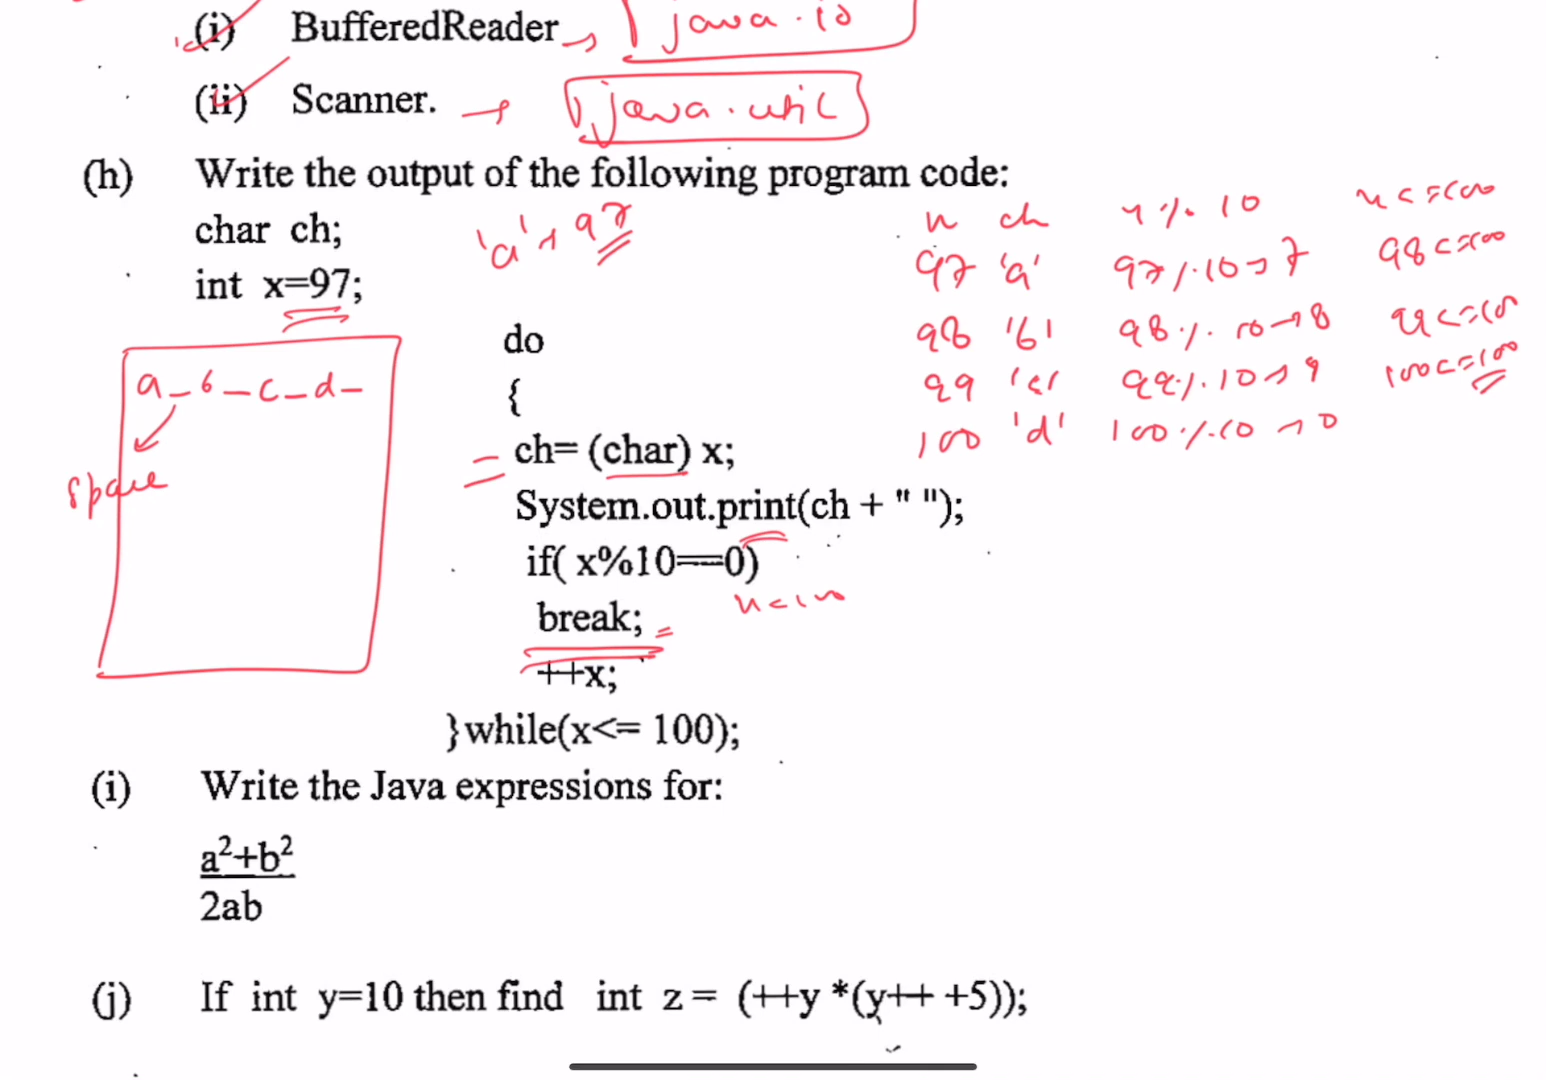 (i) BufferedReader → java.io
(ii) Scanner. → java.util
(h) Write the output of the following program code:
char ch; 'a' → 97
int x=97;
x ch x % 10 x<=100
97 'a' 97%10→7 98<=100
98 'b' 98%10→8 99<=100
99 'c' 99%10→9 100<=100
100 'd' 100%10→0
a_b_c_d_
space
do
{
ch= (char) x;
System.out.print(ch + " ");
if( x%10==0)
break;
++x;
}while(x<= 100);
(i) Write the Java expressions for:
a²+b²
2ab
(j) If int y=10 then find int z = (++y *(y++ +5));